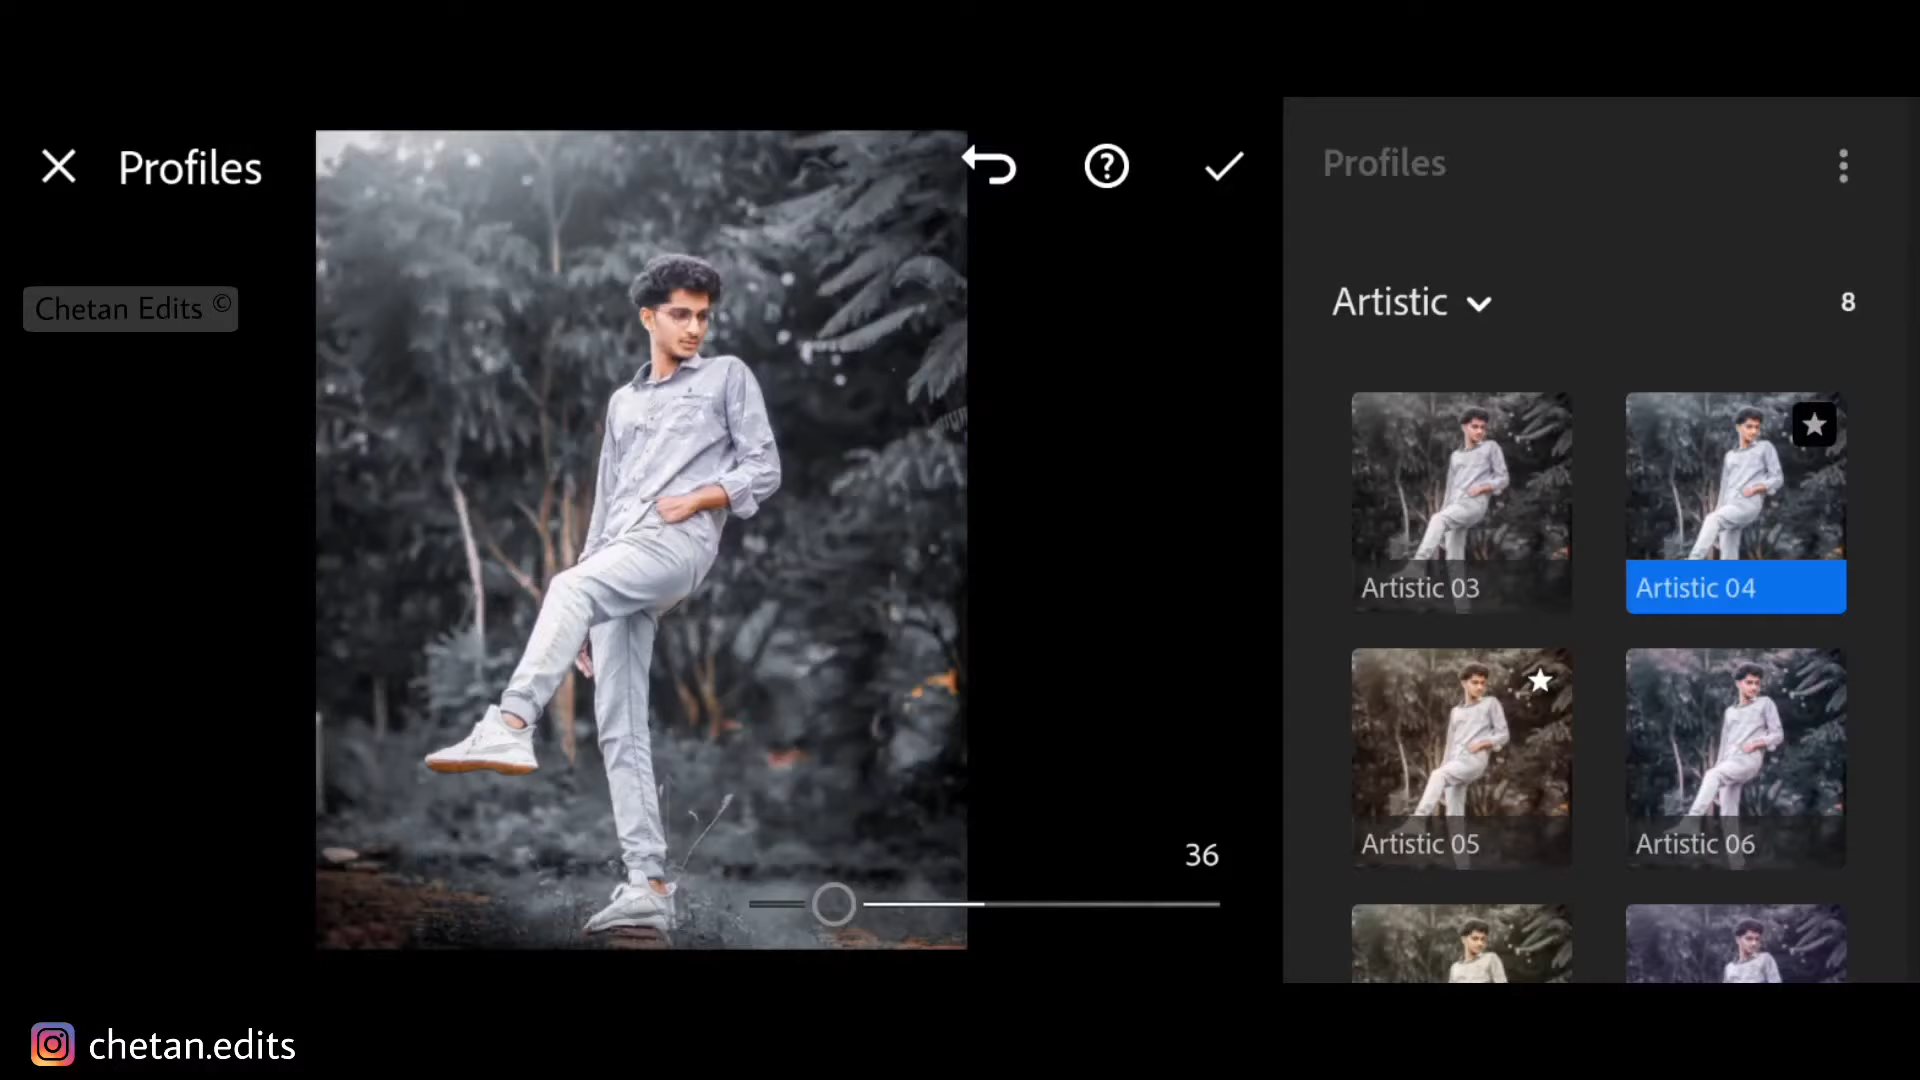 Profiles
Chetan Edits ©
36
chetan.edits
Profiles
Artistic
8
Artistic 03
Artistic 04
Artistic 05
Artistic 06